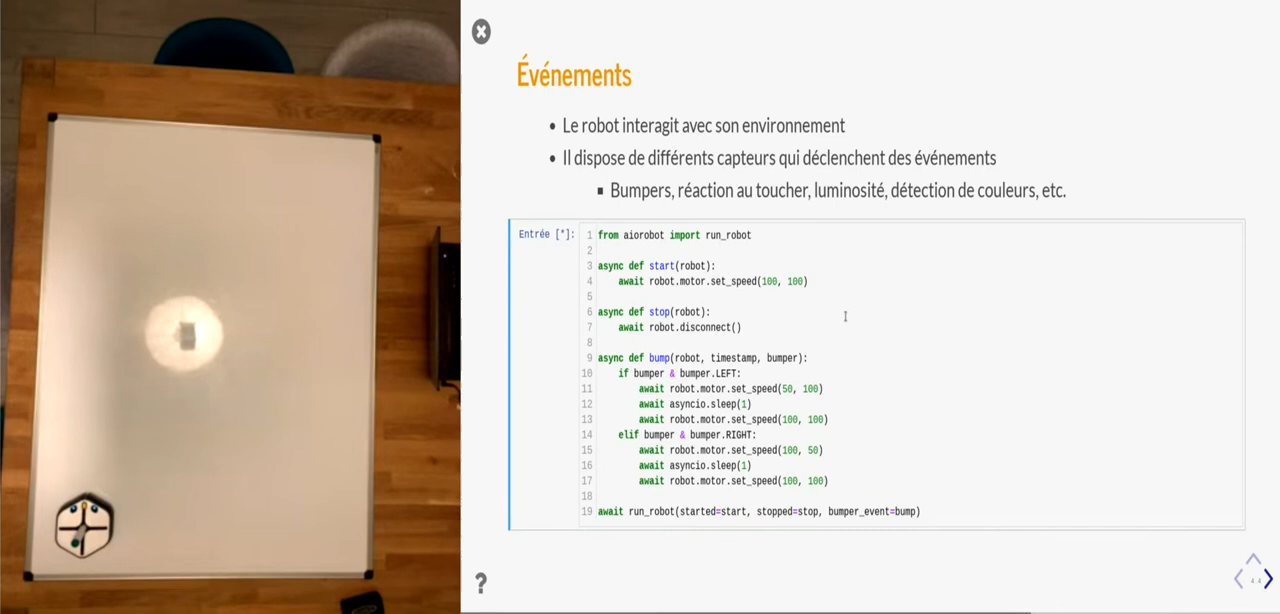 Événements
• Le robot interagit avec son environnement
• Il dispose de différents capteurs qui déclenchent des événements
▪ Bumpers, réaction au toucher, luminosité, détection de couleurs, etc.
Entrée [*]:
1 from aiorobot import run_robot
2
3 async def start(robot):
4     await robot.motor.set_speed(100, 100)
5
6 async def stop(robot):
7     await robot.disconnect()
8
9 async def bump(robot, timestamp, bumper):
10     if bumper & bumper.LEFT:
11         await robot.motor.set_speed(50, 100)
12         await asyncio.sleep(1)
13         await robot.motor.set_speed(100, 100)
14     elif bumper & bumper.RIGHT:
15         await robot.motor.set_speed(100, 50)
16         await asyncio.sleep(1)
17         await robot.motor.set_speed(100, 100)
18
19 await run_robot(started=start, stopped=stop, bumper_event=bump)
?
4.4